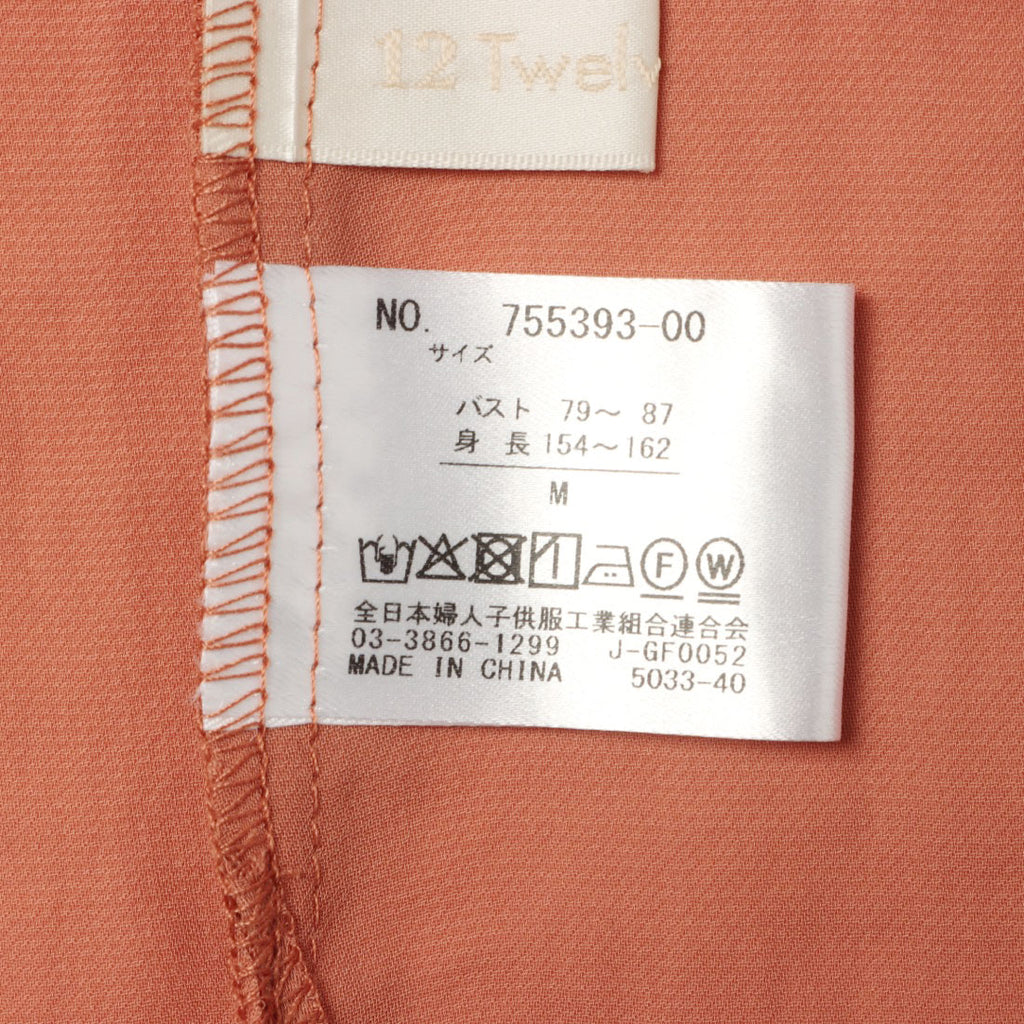 12 Twelv
NO. 755393-00
サイズ
バスト 79～ 87
身 長 154～162
M
F W
全日本婦人子供服工業組合連合会
03-3866-1299 J-GF0052
MADE IN CHINA 5033-40